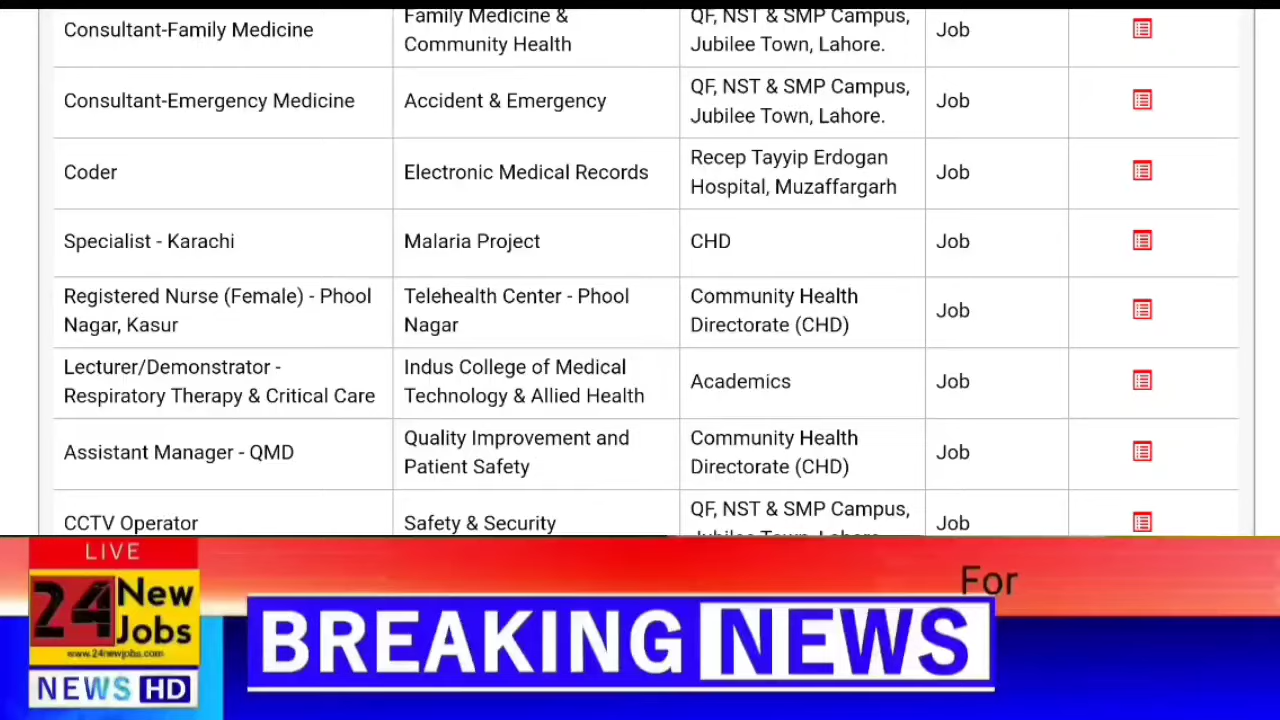 Family Medicine &
QF, NST & SMP Campus,
Consultant-Family Medicine
Community Health
Jubilee Town, Lahore.
Job
Consultant-Emergency Medicine
Accident & Emergency
QF, NST & SMP Campus,
Jubilee Town, Lahore.
Job
Coder
Electronic Medical Records
Recep Tayyip Erdogan
Hospital, Muzaffargarh
Job
Specialist - Karachi
Malaria Project
CHD
Job
Registered Nurse (Female) - Phool
Nagar, Kasur
Telehealth Center - Phool
Nagar
Community Health
Directorate (CHD)
Job
Lecturer/Demonstrator -
Respiratory Therapy & Critical Care
Indus College of Medical
Technology & Allied Health
Academics
Job
Assistant Manager - QMD
Quality Improvement and
Patient Safety
Community Health
Directorate (CHD)
Job
CCTV Operator
Safety & Security
QF, NST & SMP Campus,
Jubilee Town, Lahore
Job
LIVE
24 New
Jobs
www.24newjobs.com
NEWS HD
For
BREAKING NEWS